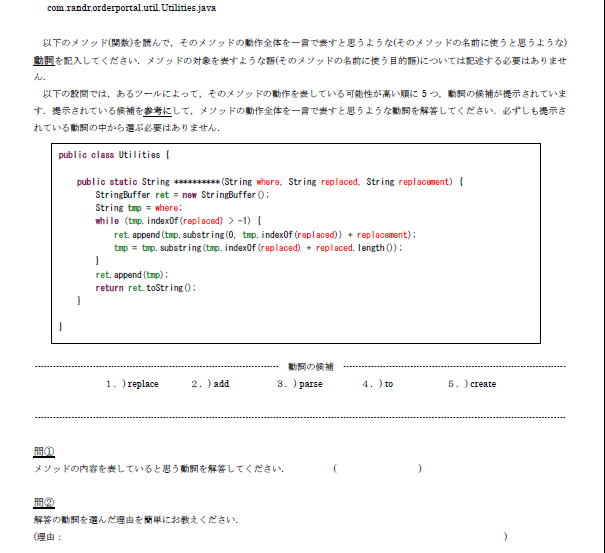 com.randr.orderportal.util.Utilities.java
以下のメソッド(関数)を読んで，そのメソッドの動作全体を一言で表すと思うような(そのメソッドの名前に使うと思うような)
動詞を記入してください．メソッドの対象を表すような語(そのメソッドの名前に使う目的語)については記述する必要はありませ
ん．
以下の設問では，あるツールによって，そのメソッドの動作を表している可能性が高い順に 5 つ，動詞の候補が提示されていま
す．提示されている候補を参考にして，メソッドの動作全体を一言で表すと思うような動詞を解答してください．必ずしも提示さ
れている動詞の中から選ぶ必要はありません．
public class Utilities {
public static String **********(String where, String replaced, String replacement) {
StringBuffer ret = new StringBuffer();
String tmp = where;
while (tmp.indexOf(replaced) > -1) {
ret.append(tmp.substring(0, tmp.indexOf(replaced)) + replacement);
tmp = tmp.substring(tmp.indexOf(replaced) + replaced.length());
}
ret.append(tmp);
return ret.toString();
}
}
動詞の候補
1．)replace 2．)add 3．)parse 4．)to 5．)create
問①
メソッドの内容を表していると思う動詞を解答してください． ( )
問②
解答の動詞を選んだ理由を簡単にお教えください．
(理由： )